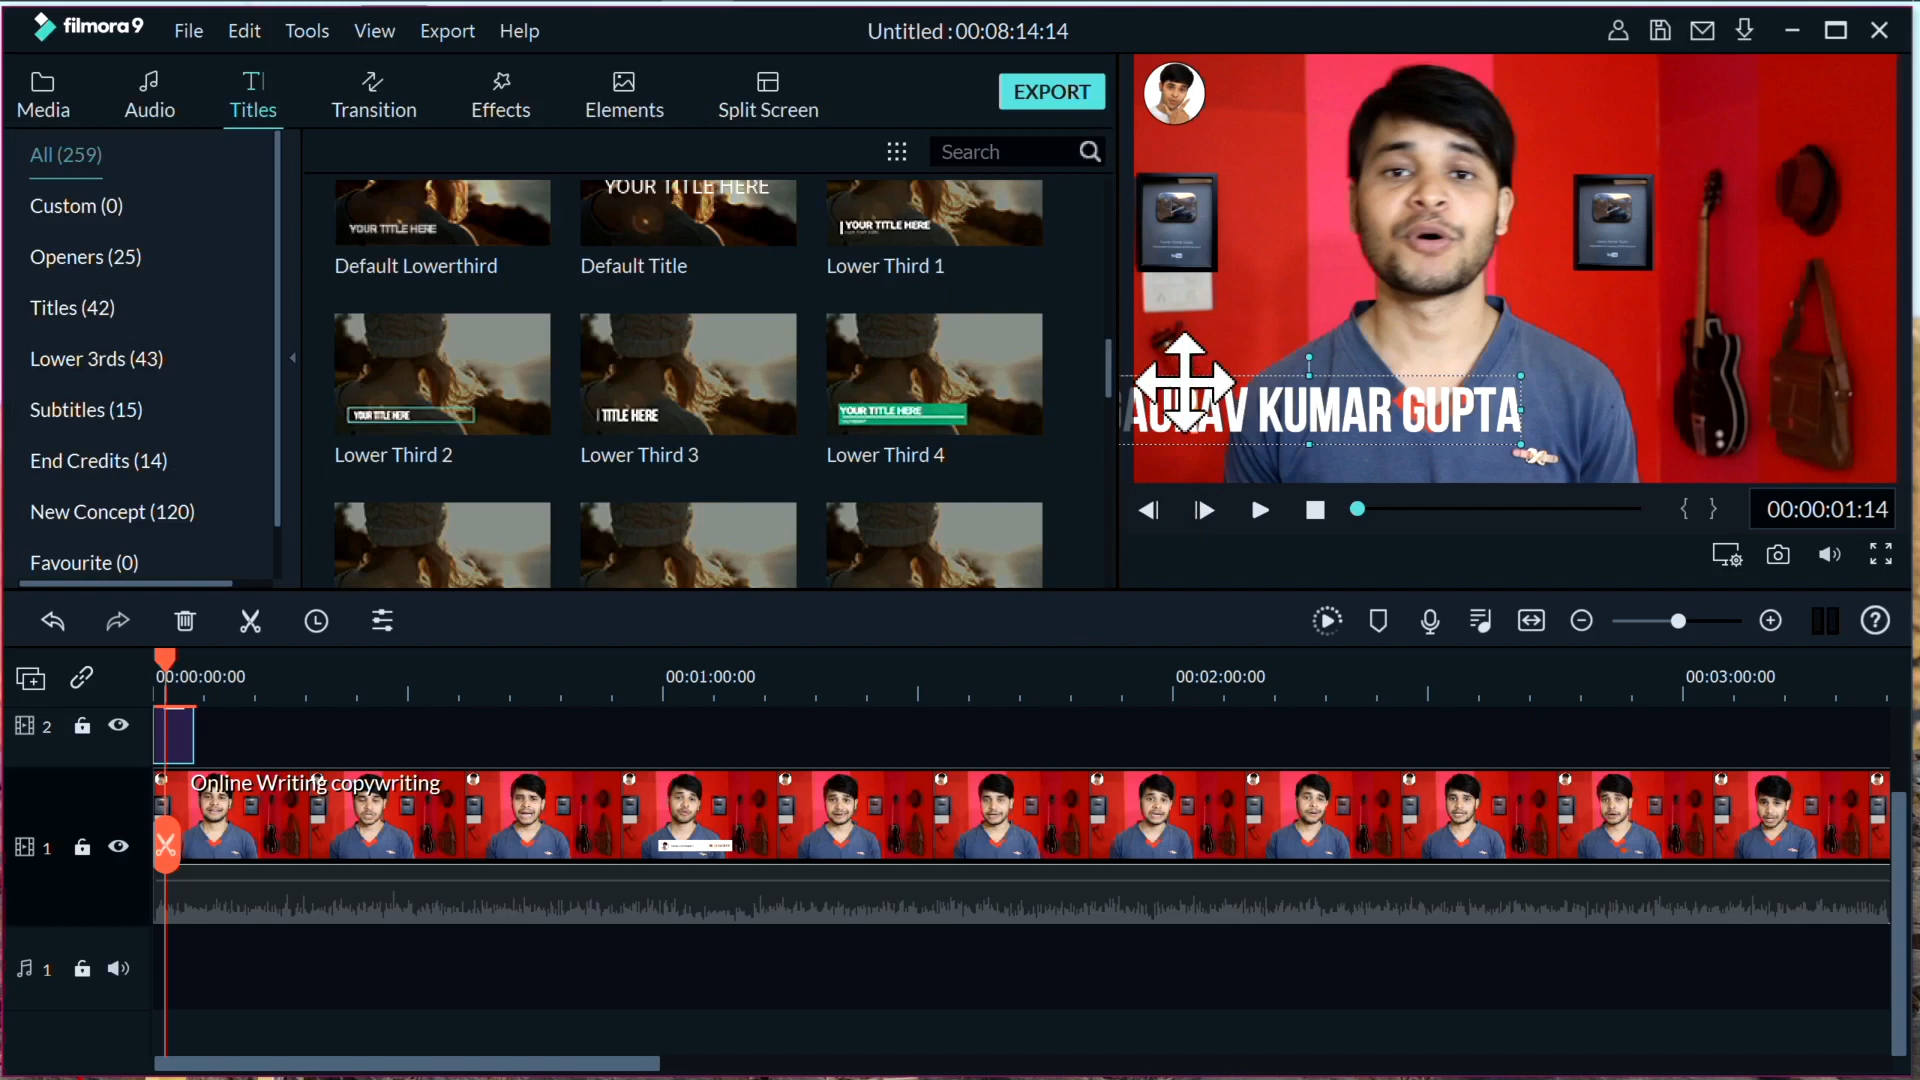 filmora 9
File Edit Tools View Export Help
Untitled : 00:08:14:14
Media Audio Titles Transition Effects Elements Split Screen
EXPORT
All (259)
Search
Custom (0)
Openers (25)
Titles (42)
Lower 3rds (43)
Subtitles (15)
End Credits (14)
New Concept (120)
Favourite (0)
YOUR TITLE HERE
YOUR TITLE HERE
YOUR TITLE HERE
Default Lowerthird
Default Title
Lower Third 1
YOUR TITLE HERE
TITLE HERE
YOUR TITLE HERE
Lower Third 2
Lower Third 3
Lower Third 4
KUMAR GUPTA
{ } 00:00:01:14
00:00:00:00 00:01:00:00 00:02:00:00 00:03:00:00
2
Online Writing copywriting
1
1